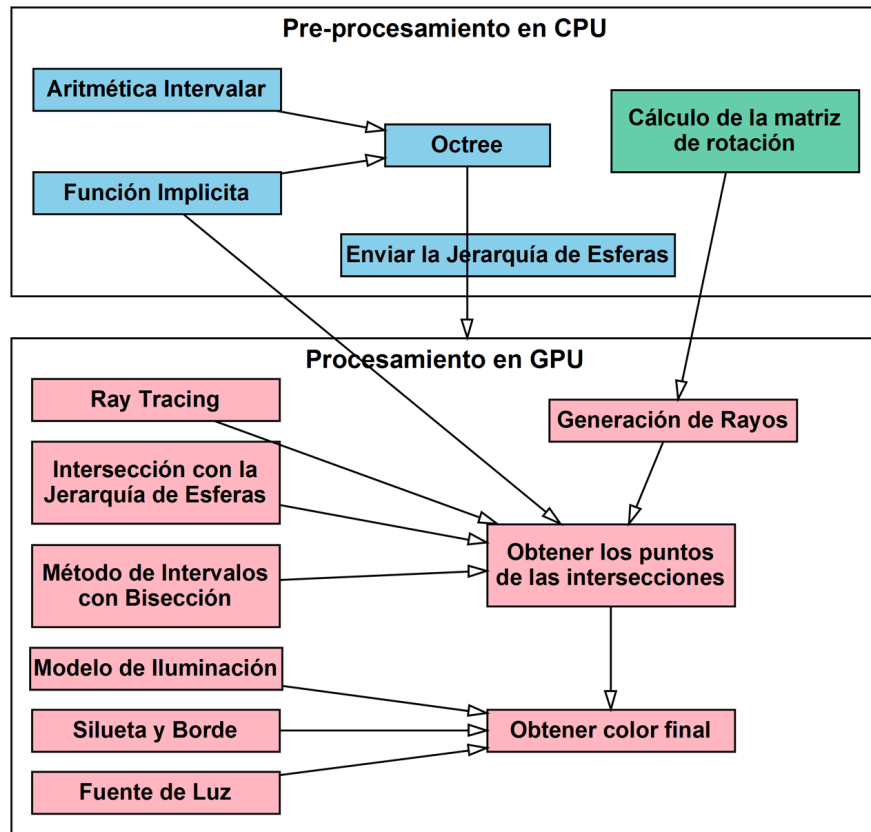 Pre-procesamiento en CPU
Aritmética Intervalar
Cálculo de la matriz
de rotación
Octree
Función Implicita
Enviar la Jerarquía de Esferas
Procesamiento en GPU
Ray Tracing
Generación de Rayos
Intersección con la
Jerarquía de Esferas
Obtener los puntos
de las intersecciones
Método de Intervalos
con Bisección
Modelo de Iluminación
Silueta y Borde
Obtener color final
Fuente de Luz